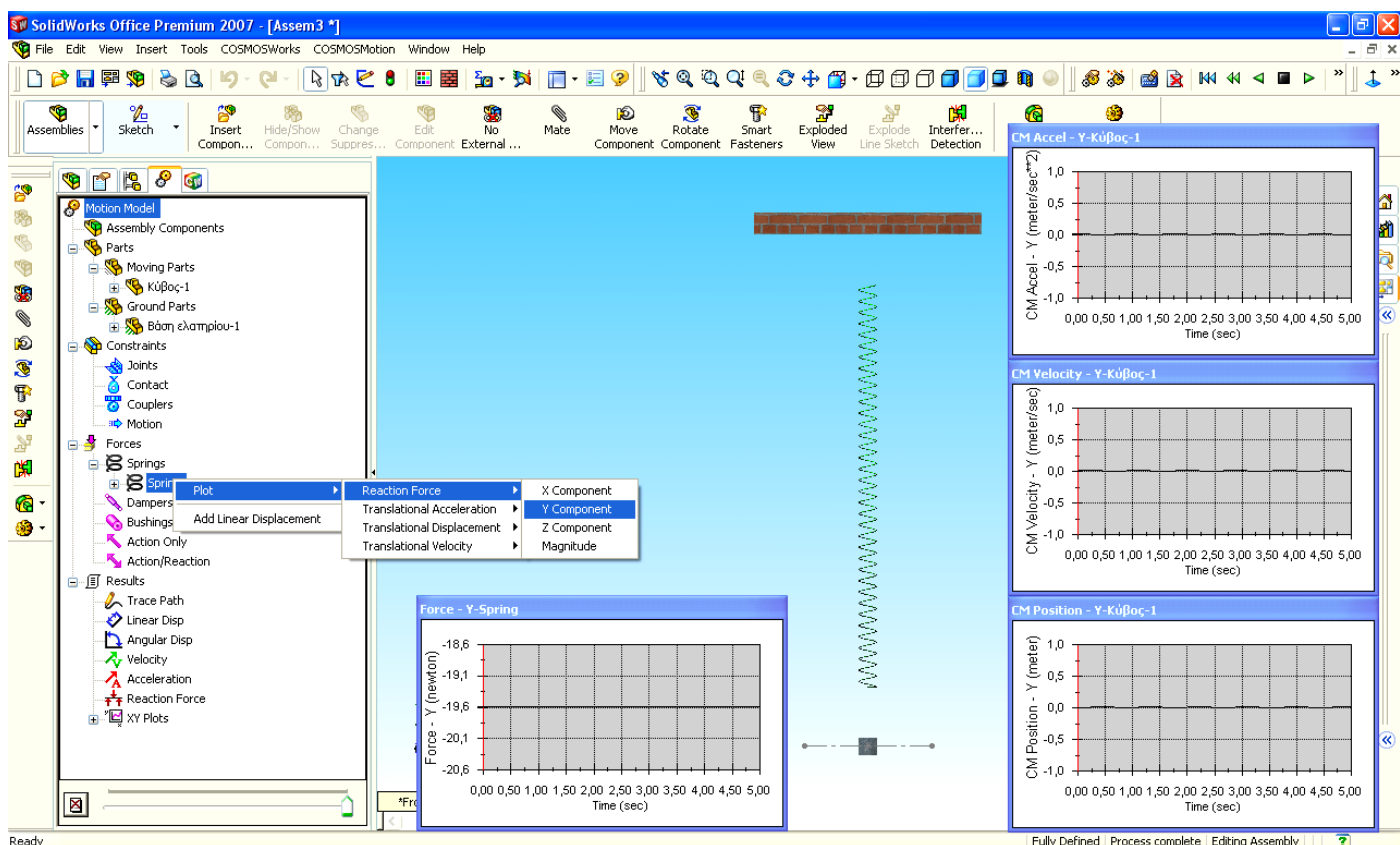 SolidWorks Office Premium 2007 - [Assem3 *]
File Edit View Insert Tools COSMOSWorks COSMOSMotion Window Help
Assemblies Sketch Insert Compon... Hide/Show Compon... Change Suppres... Edit Component No External ... Mate Move Component Rotate Component Smart Fasteners Exploded View Explode Line Sketch Interfer... Detection
Motion Model
Assembly Components
Parts
Moving Parts
Κύβος-1
Ground Parts
Βάση ελατηρίου-1
Constraints
Joints
Contact
Couplers
Motion
Forces
Springs
Sprin
Dampers
Bushings
Action Only
Action/Reaction
Results
Trace Path
Linear Disp
Angular Disp
Velocity
Acceleration
Reaction Force
XY Plots
Plot
Add Linear Displacement
Reaction Force
Translational Acceleration
Translational Displacement
Translational Velocity
X Component
Y Component
Z Component
Magnitude
Force - Y-Spring
Force - Y (newton)
-18,6
-19,1
-19,6
-20,1
-20,6
0,00 0,50 1,00 1,50 2,00 2,50 3,00 3,50 4,00 4,50 5,00
Time (sec)
CM Accel - Y-Κύβος-1
CM Accel - Y (meter/sec**2)
1,0
0,5
0,0
-0,5
-1,0
0,00 0,50 1,00 1,50 2,00 2,50 3,00 3,50 4,00 4,50 5,00
Time (sec)
CM Velocity - Y-Κύβος-1
CM Velocity - Y (meter/sec)
1,0
0,5
0,0
-0,5
-1,0
0,00 0,50 1,00 1,50 2,00 2,50 3,00 3,50 4,00 4,50 5,00
Time (sec)
CM Position - Y-Κύβος-1
CM Position - Y (meter)
1,0
0,5
0,0
-0,5
-1,0
0,00 0,50 1,00 1,50 2,00 2,50 3,00 3,50 4,00 4,50 5,00
Time (sec)
*Fro
Ready
Fully Defined Process complete Editing Assembly